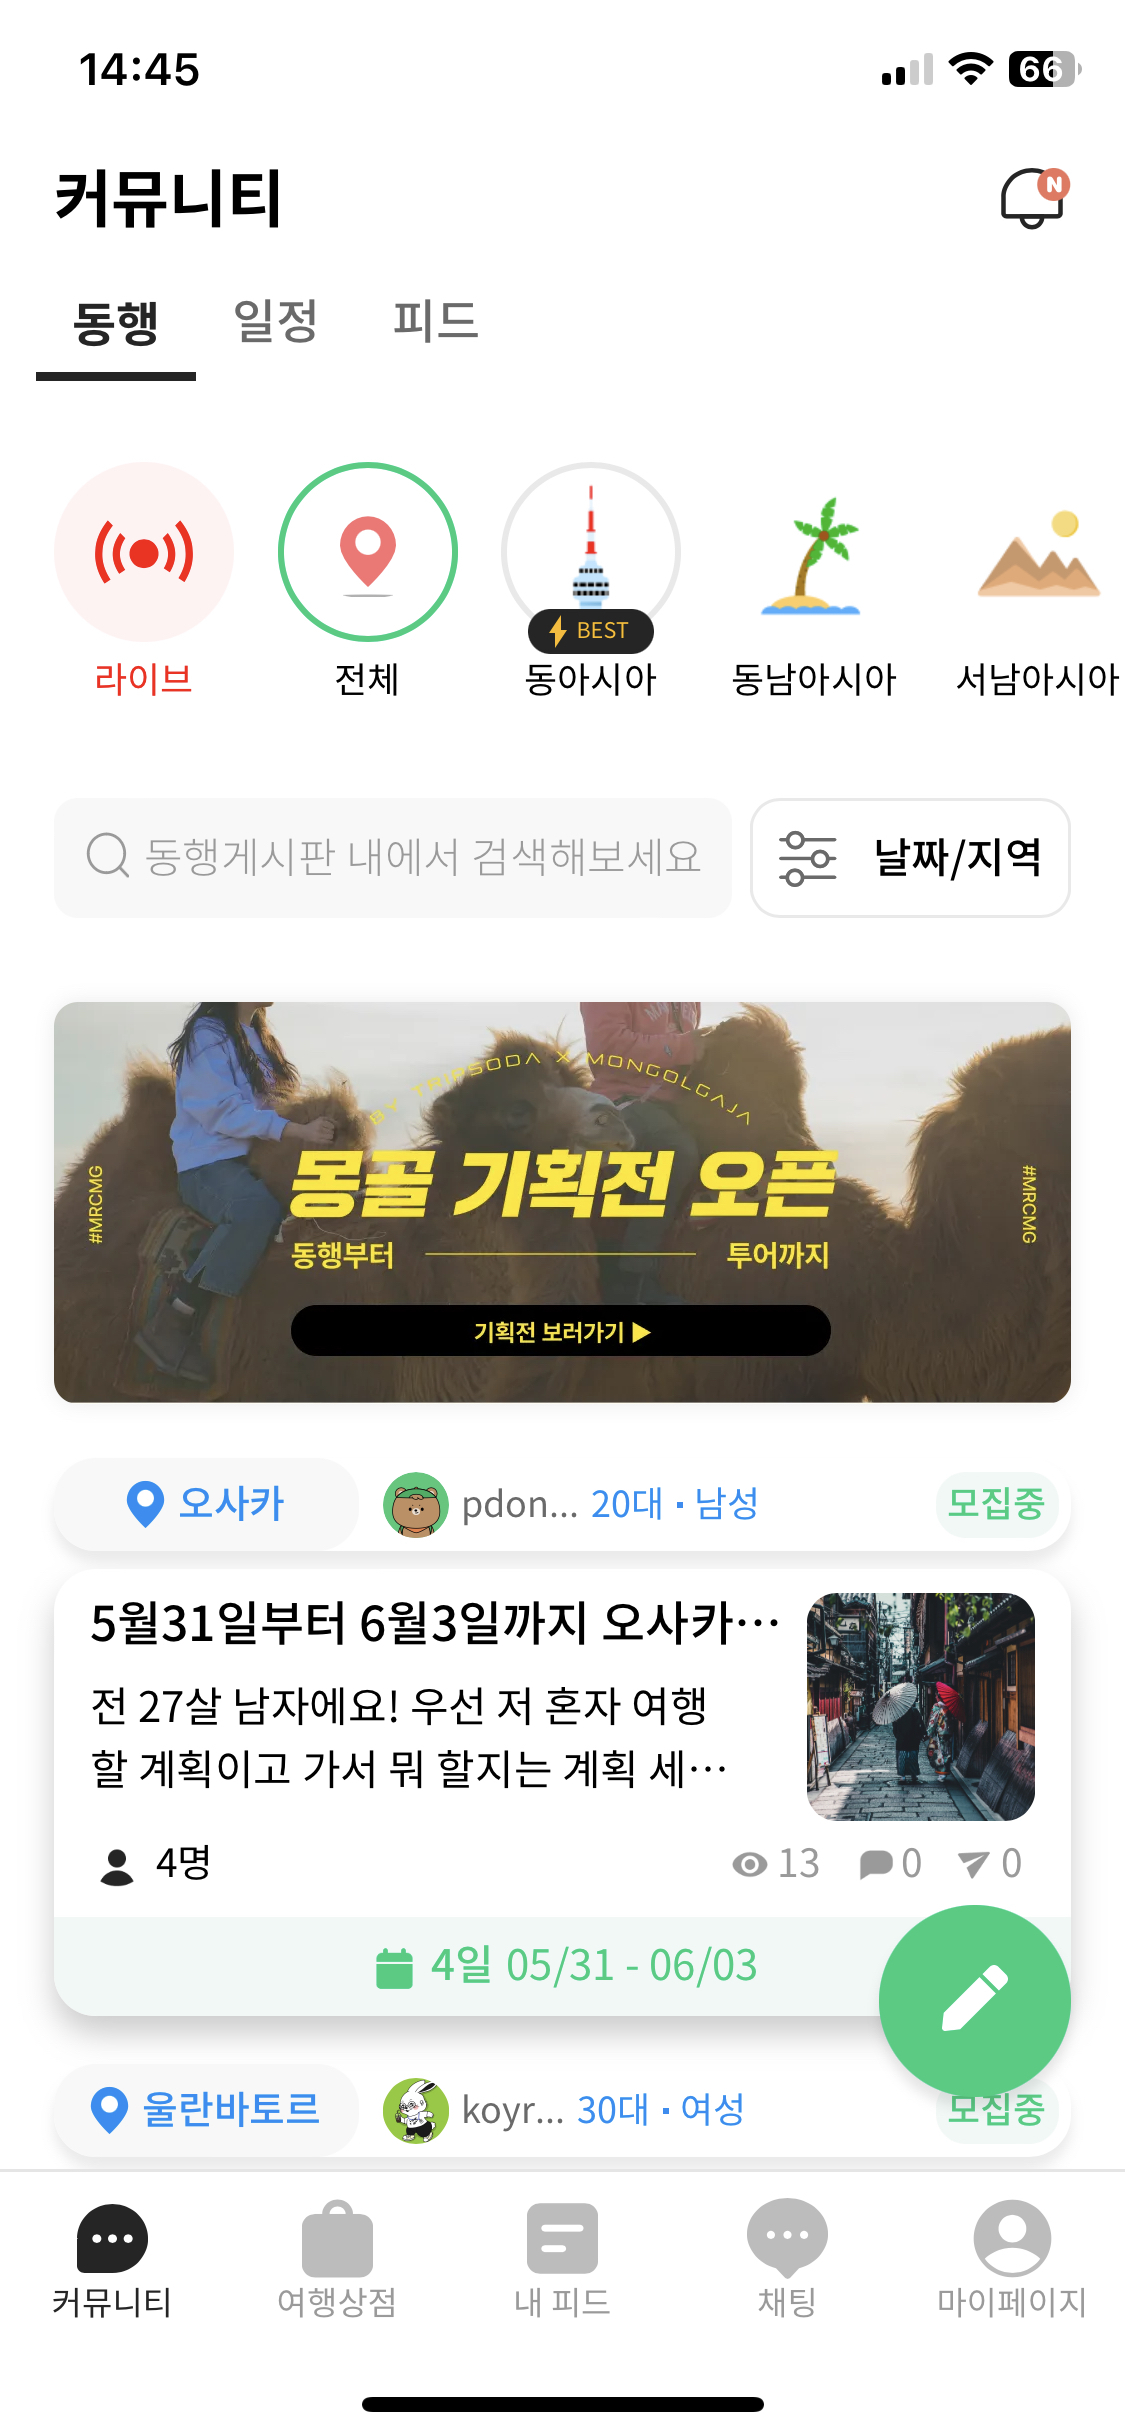 14:45
66
커뮤니티
N
동행 일정 피드
BEST
라이브 전체 동아시아 동남아시아 서남아시아
동행게시판 내에서 검색해보세요
날짜/지역
BY TRIPSODA X MONGOLGAJA
#MRCMG
몽골 기획전 오픈
#MRCMG
동행부터 투어까지
기획전 보러가기 ▶
오사카 pdon... 20대 · 남성 모집중
5월31일부터 6월3일까지 오사카…
전 27살 남자에요! 우선 저 혼자 여행
할 계획이고 가서 뭐 할지는 계획 세…
4명 13 0 0
4일 05/31 - 06/03
울란바토르 koyr... 30대 · 여성 모집중
커뮤니티 여행상점 내 피드 채팅 마이페이지